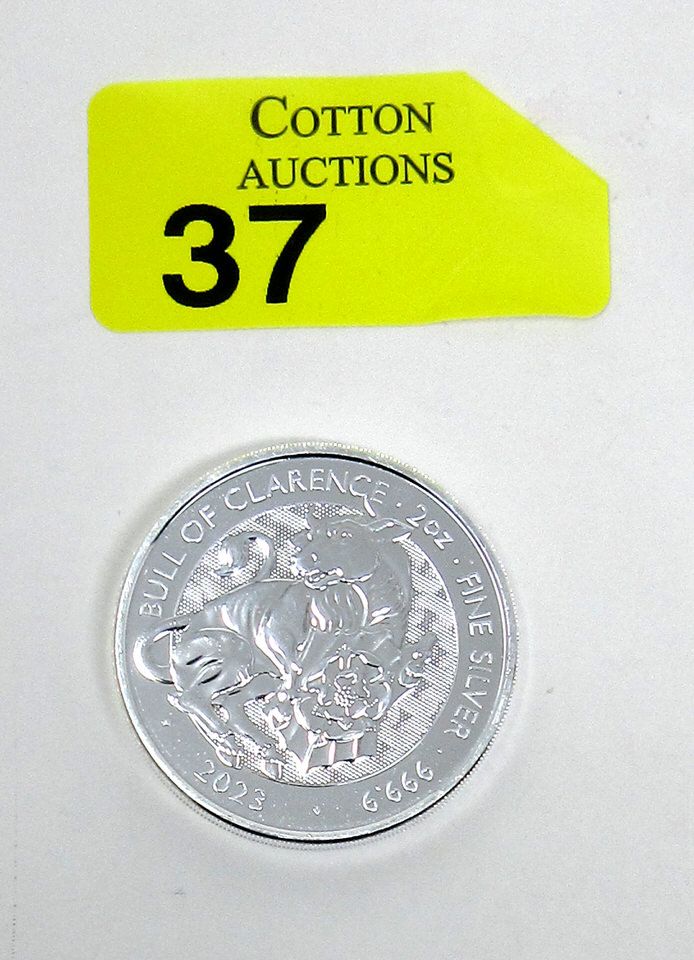 COTTON
AUCTIONS
37
BULL OF CLARENCE · 2oz · FINE SILVER · 999.9
2023